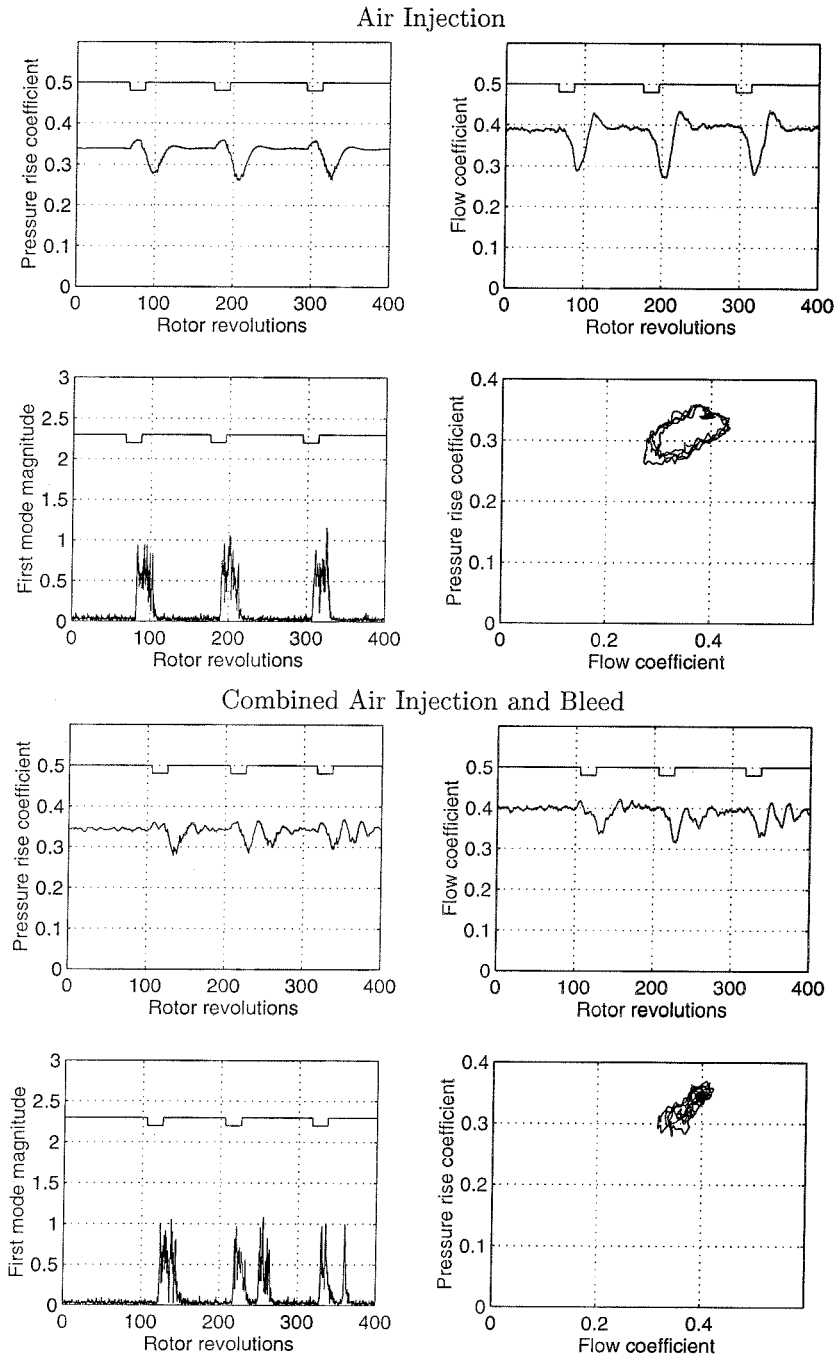 Air Injection
Pressure rise coefficient
0.5
0.4
0.3
0.2
0.1
0
0 100 200 300 400
Rotor revolutions
Flow coefficient
0.5
0.4
0.3
0.2
0.1
0
0 100 200 300 400
Rotor revolutions
First mode magnitude
3
2.5
2
1.5
1
0.5
0
0 100 200 300 400
Rotor revolutions
Pressure rise coefficient
0.4
0.3
0.2
0.1
0
0 0.2 0.4
Flow coefficient
Combined Air Injection and Bleed
Pressure rise coefficient
0.5
0.4
0.3
0.2
0.1
0
0 100 200 300 400
Rotor revolutions
Flow coefficient
0.5
0.4
0.3
0.2
0.1
0
0 100 200 300 400
Rotor revolutions
First mode magnitude
3
2.5
2
1.5
1
0.5
0
0 100 200 300 400
Rotor revolutions
Pressure rise coefficient
0.4
0.3
0.2
0.1
0
0 0.2 0.4
Flow coefficient